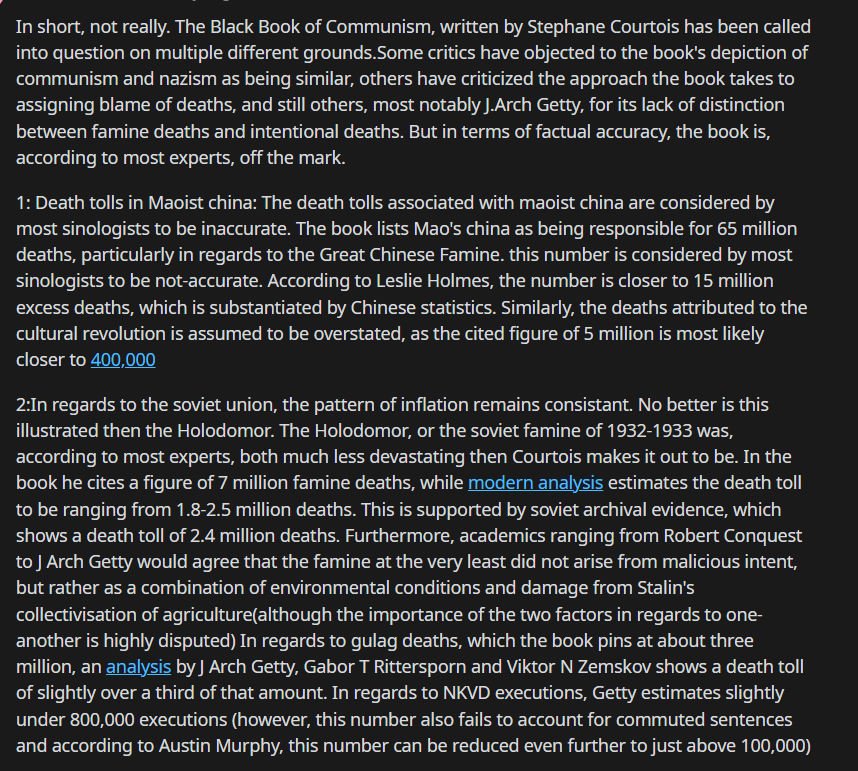 In short, not really. The Black Book of Communism, written by Stephane Courtois has been called
into question on multiple different grounds.Some critics have objected to the book's depiction of
communism and nazism as being similar, others have criticized the approach the book takes to
assigning blame of deaths, and still others, most notably J.Arch Getty, for its lack of distinction
between famine deaths and intentional deaths. But in terms of factual accuracy, the book is,
according to most experts, off the mark.
1: Death tolls in Maoist china: The death tolls associated with maoist china are considered by
most sinologists to be inaccurate. The book lists Mao's china as being responsible for 65 million
deaths, particularly in regards to the Great Chinese Famine. this number is considered by most
sinologists to be not-accurate. According to Leslie Holmes, the number is closer to 15 million
excess deaths, which is substantiated by Chinese statistics. Similarly, the deaths attributed to the
cultural revolution is assumed to be overstated, as the cited figure of 5 million is most likely
closer to 400,000
2:In regards to the soviet union, the pattern of inflation remains consistant. No better is this
illustrated then the Holodomor. The Holodomor, or the soviet famine of 1932-1933 was,
according to most experts, both much less devastating then Courtois makes it out to be. In the
book he cites a figure of 7 million famine deaths, while modern analysis estimates the death toll
to be ranging from 1.8-2.5 million deaths. This is supported by soviet archival evidence, which
shows a death toll of 2.4 million deaths. Furthermore, academics ranging from Robert Conquest
to J Arch Getty would agree that the famine at the very least did not arise from malicious intent,
but rather as a combination of environmental conditions and damage from Stalin's
collectivisation of agriculture(although the importance of the two factors in regards to one-
another is highly disputed) In regards to gulag deaths, which the book pins at about three
million, an analysis by J Arch Getty, Gabor T Rittersporn and Viktor N Zemskov shows a death toll
of slightly over a third of that amount. In regards to NKVD executions, Getty estimates slightly
under 800,000 executions (however, this number also fails to account for commuted sentences
and according to Austin Murphy, this number can be reduced even further to just above 100,000)